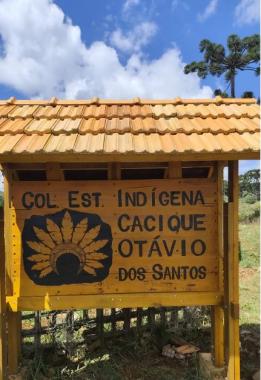 COL. EST. INDÍGENA
CACIQUE
OTÁVIO
DOS SANTOS